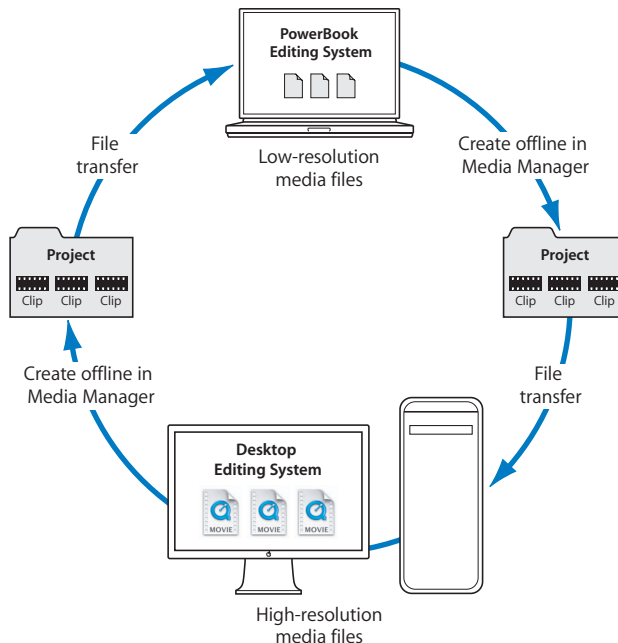 PowerBook
Editing System
Low-resolution
media files
File
transfer
Create offline in
Media Manager
Project
Clip Clip Clip
Project
Clip Clip Clip
Create offline in
Media Manager
File
transfer
Desktop
Editing System
MOVIE MOVIE MOVIE
High-resolution
media files